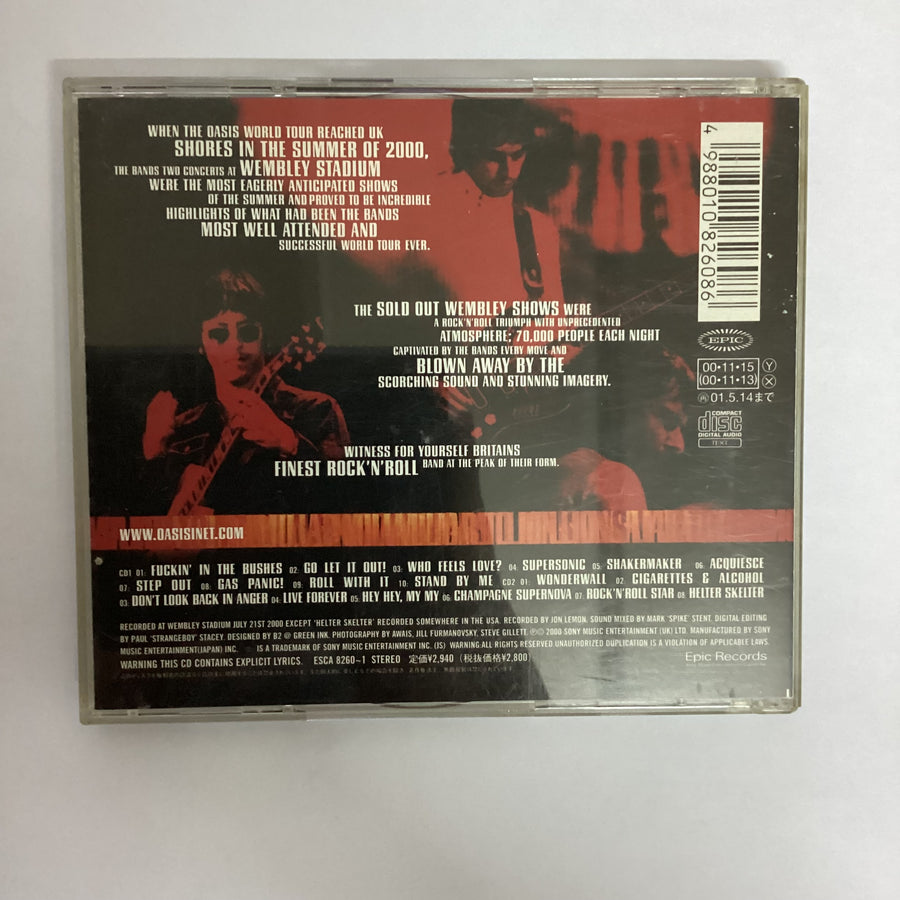 WHEN THE OASIS WORLD TOUR REACHED UK
SHORES IN THE SUMMER OF 2000,
THE BANDS TWO CONCERTS AT WEMBLEY STADIUM
WERE THE MOST EAGERLY ANTICIPATED SHOWS
OF THE SUMMER AND PROVED TO BE INCREDIBLE
HIGHLIGHTS OF WHAT HAD BEEN THE BANDS
MOST WELL ATTENDED AND
SUCCESSFUL WORLD TOUR EVER.
THE SOLD OUT WEMBLEY SHOWS WERE
A ROCK'N'ROLL TRIUMPH WITH UNPRECEDENTED
ATMOSPHERE; 70,000 PEOPLE EACH NIGHT
CAPTIVATED BY THE BANDS EVERY MOVE AND
BLOWN AWAY BY THE
SCORCHING SOUND AND STUNNING IMAGERY.
WITNESS FOR YOURSELF BRITAINS
FINEST ROCK'N'ROLL BAND AT THE PEAK OF THEIR FORM.
4 988010 826086
EPIC
00・11・15 Y
(00・11・13) X
01.5.14まで
COMPACT
disc
DIGITAL AUDIO
TEXT
WWW.OASISINET.COM
CD1 01: FUCKIN' IN THE BUSHES 02: GO LET IT OUT! 03: WHO FEELS LOVE? 04: SUPERSONIC 05: SHAKERMAKER 06: ACQUIESCE
07: STEP OUT 08: GAS PANIC! 09: ROLL WITH IT 10: STAND BY ME CD2 01: WONDERWALL 02: CIGARETTES & ALCOHOL
03: DON'T LOOK BACK IN ANGER 04: LIVE FOREVER 05: HEY HEY, MY MY 06: CHAMPAGNE SUPERNOVA 07: ROCK'N'ROLL STAR 08: HELTER SKELTER
RECORDED AT WEMBLEY STADIUM JULY 21ST 2000 EXCEPT 'HELTER SKELTER' RECORDED SOMEWHERE IN THE USA. RECORDED BY JON LEMON. SOUND MIXED BY MARK 'SPIKE' STENT. DIGITAL EDITING
BY PAUL 'STRANGEBOY' STACEY. DESIGNED BY B2 @ GREEN INK. PHOTOGRAPHY BY AWAIS, JILL FURMANOVSKY, STEVE GILLETT. ℗© 2000 SONY MUSIC ENTERTAINMENT (UK) LTD. MANUFACTURED BY SONY
MUSIC ENTERTAINMENT(JAPAN) INC. IS A TRADEMARK OF SONY MUSIC ENTERTAINMENT INC. (IS) WARNING: ALL RIGHTS RESERVED. UNAUTHORIZED DUPLICATION IS A VIOLATION OF APPLICABLE LAWS.
WARNING THIS CD CONTAINS EXPLICIT LYRICS. ESCA 8260~1 STEREO 定価¥2,940 (税抜価格¥2,800)
Epic Records